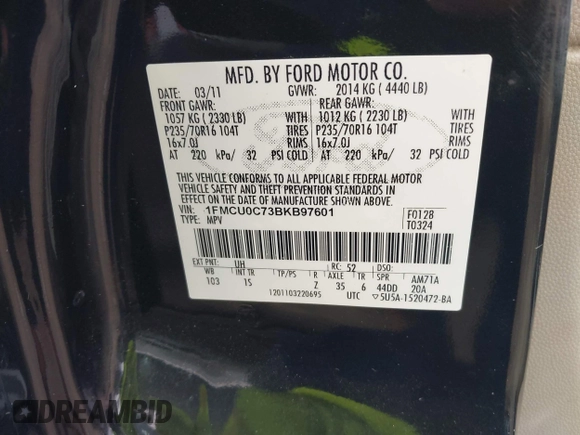 MFD. BY FORD MOTOR CO.
DATE: 03/11 GVWR: 2014 KG ( 4440 LB)
FRONT GAWR: REAR GAWR:
1057 KG ( 2330 LB) 1012 KG ( 2230 LB)
P235/70R16 104T TIRES P235/70R16 104T TIRES
16x7.0J RIMS 16x7.0J RIMS
AT 220 kPa/ 32 PSI COLD AT 220 kPa/ 32 PSI COLD
THIS VEHICLE CONFORMS TO ALL APPLICABLE FEDERAL MOTOR
VEHICLE SAFETY AND THEFT PREVENTION STANDARDS IN
EFFECT ON THE DATE OF MANUFACTURE SHOWN ABOVE.
VIN: 1FMCU0C73BKB97601 F0128
TYPE: MPV T0324
EXT PNT: UH RC: 52 DSO:
WB INT TR TP/PS R AXLE TR SPR AM71A
103 1S Z 35 6 44DD 20A
1201103220695 UTC ▽5U5A-1520472-BA
Ford
DREAMBID